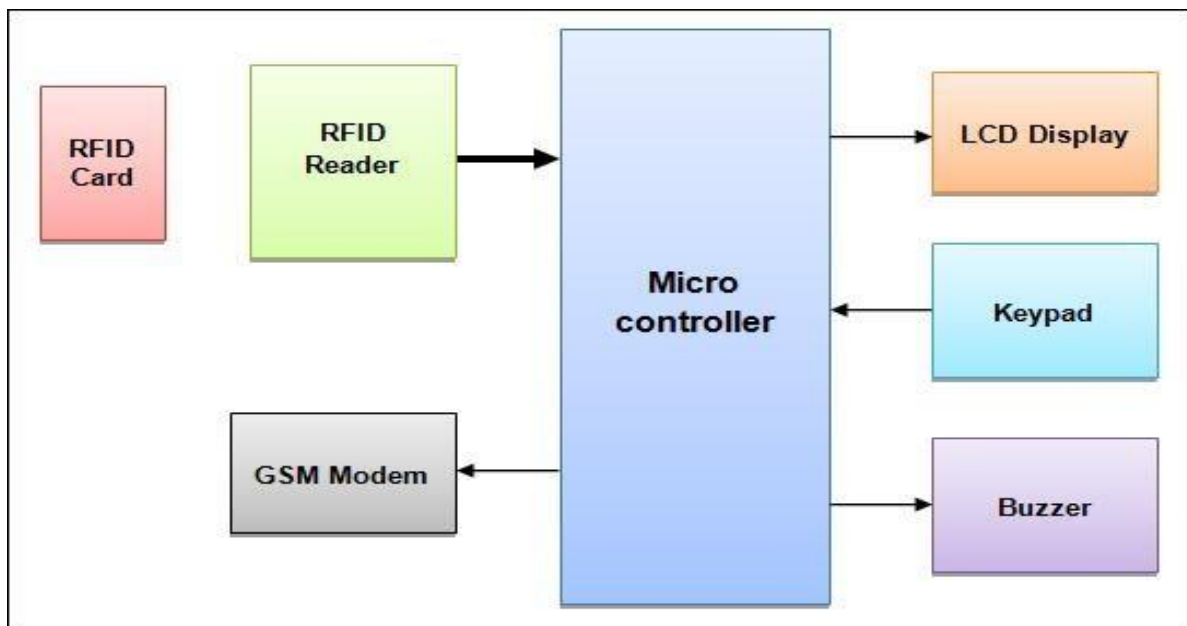 RFID
Card
RFID
Reader
Micro
controller
LCD Display
Keypad
GSM Modem
Buzzer